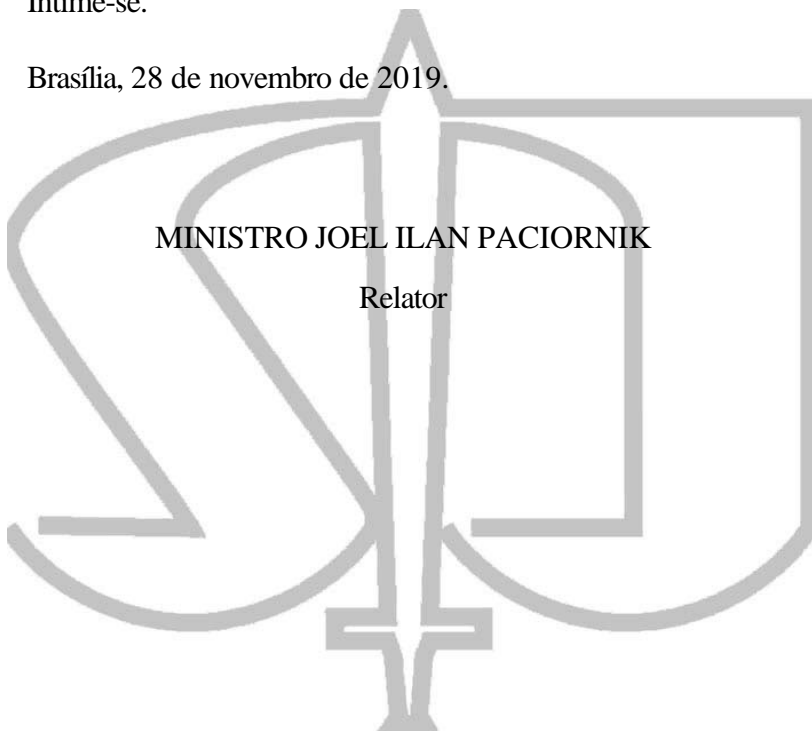 Intime-se.
Brasília, 28 de novembro de 2019.
MINISTRO JOEL ILAN PACIORNIK
Relator